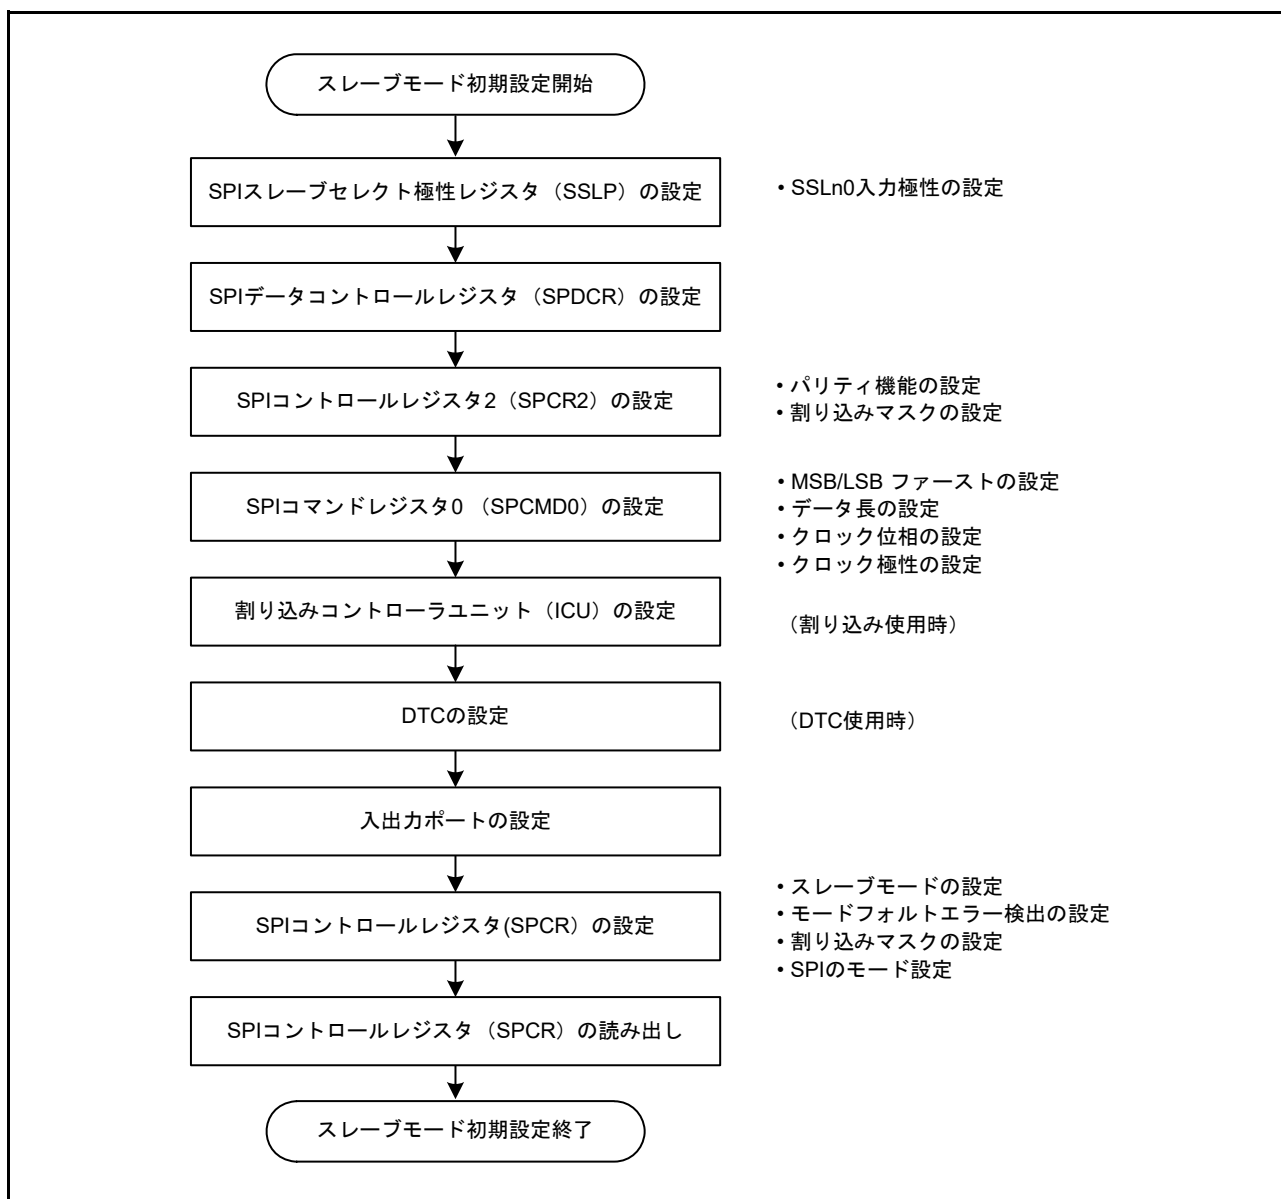 スレーブモード初期設定開始
SPIスレーブセレクト極性レジスタ（SSLP）の設定
• SSLn0入力極性の設定
SPIデータコントロールレジスタ（SPDCR）の設定
SPIコントロールレジスタ2（SPCR2）の設定
• パリティ機能の設定
• 割り込みマスクの設定
SPIコマンドレジスタ0 （SPCMD0）の設定
• MSB/LSB ファーストの設定
• データ長の設定
• クロック位相の設定
• クロック極性の設定
割り込みコントローラユニット（ICU）の設定
（割り込み使用時）
DTCの設定
（DTC使用時）
入出力ポートの設定
SPIコントロールレジスタ(SPCR）の設定
• スレーブモードの設定
• モードフォルトエラー検出の設定
• 割り込みマスクの設定
• SPIのモード設定
SPIコントロールレジスタ（SPCR）の読み出し
スレーブモード初期設定終了